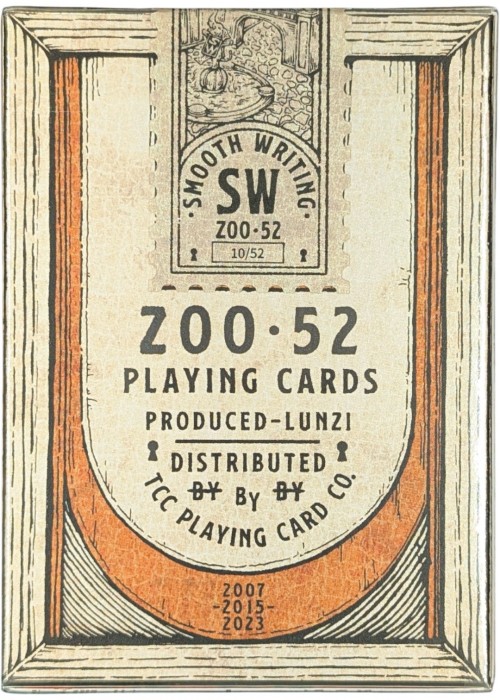 ·SMOOTH WRITING·
SW
ZOO·52
10/52
ZOO·52
PLAYING CARDS
PRODUCED-LUNZI
DISTRIBUTED
BY By BY
TCC PLAYING CARD CO.
2007
-2015-
2023